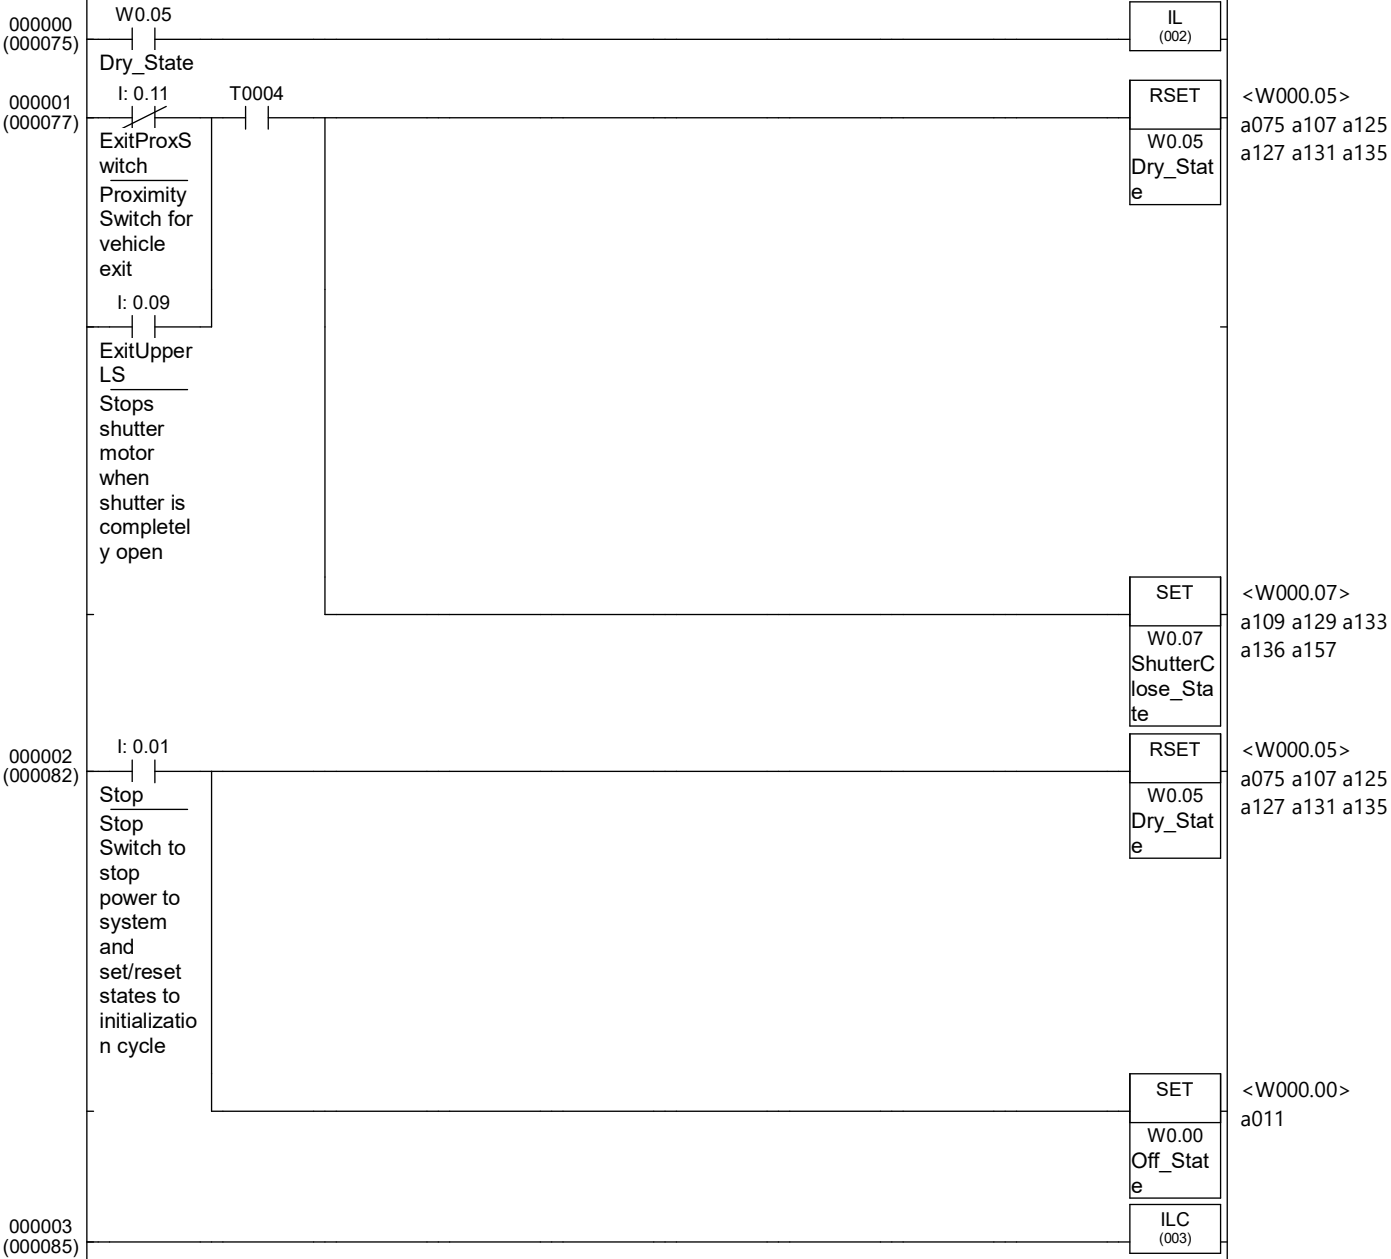 W0.05
000000
(000075)
IL
(002)
Dry_State
000001
(000077)
I: 0.11
T0004
RSET
<W000.05>
a075 a107 a125
a127 a131 a135
W0.05
Dry_Stat
e
ExitProxS
witch
Proximity
Switch for
vehicle
exit
I: 0.09
ExitUpper
LS
Stops
shutter
motor
when
shutter is
completel
y open
SET
<W000.07>
a109 a129 a133
a136 a157
W0.07
ShutterC
lose_Sta
te
000002
(000082)
I: 0.01
RSET
<W000.05>
a075 a107 a125
a127 a131 a135
W0.05
Dry_Stat
e
Stop
Stop
Switch to
stop
power to
system
and
set/reset
states to
initializatio
n cycle
SET
<W000.00>
a011
W0.00
Off_Stat
e
000003
(000085)
ILC
(003)